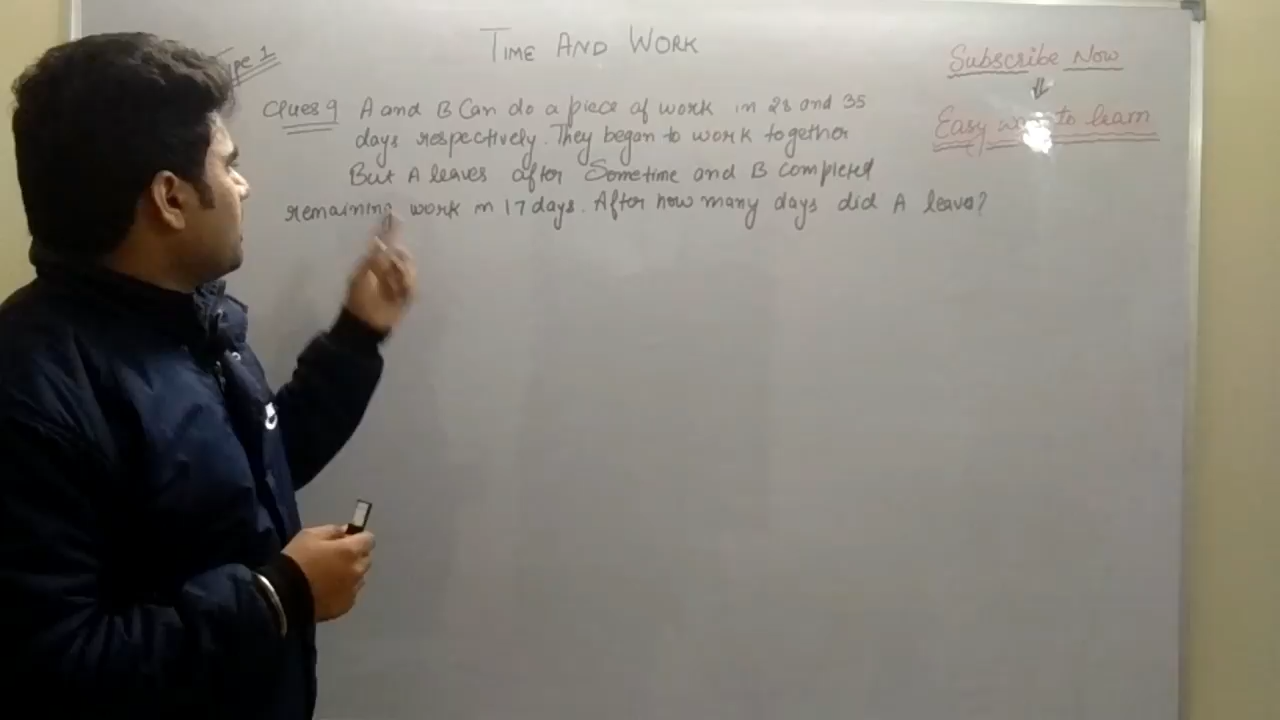 TIME AND WORK
Subscribe Now
Easy to learn
pe 1
Ques 9 A and B Can do a piece of work in 28 and 35
days respectively. They began to work together
But A leaves after Sometime and B completed
remaining work in 17 days. After how many days did A leave?